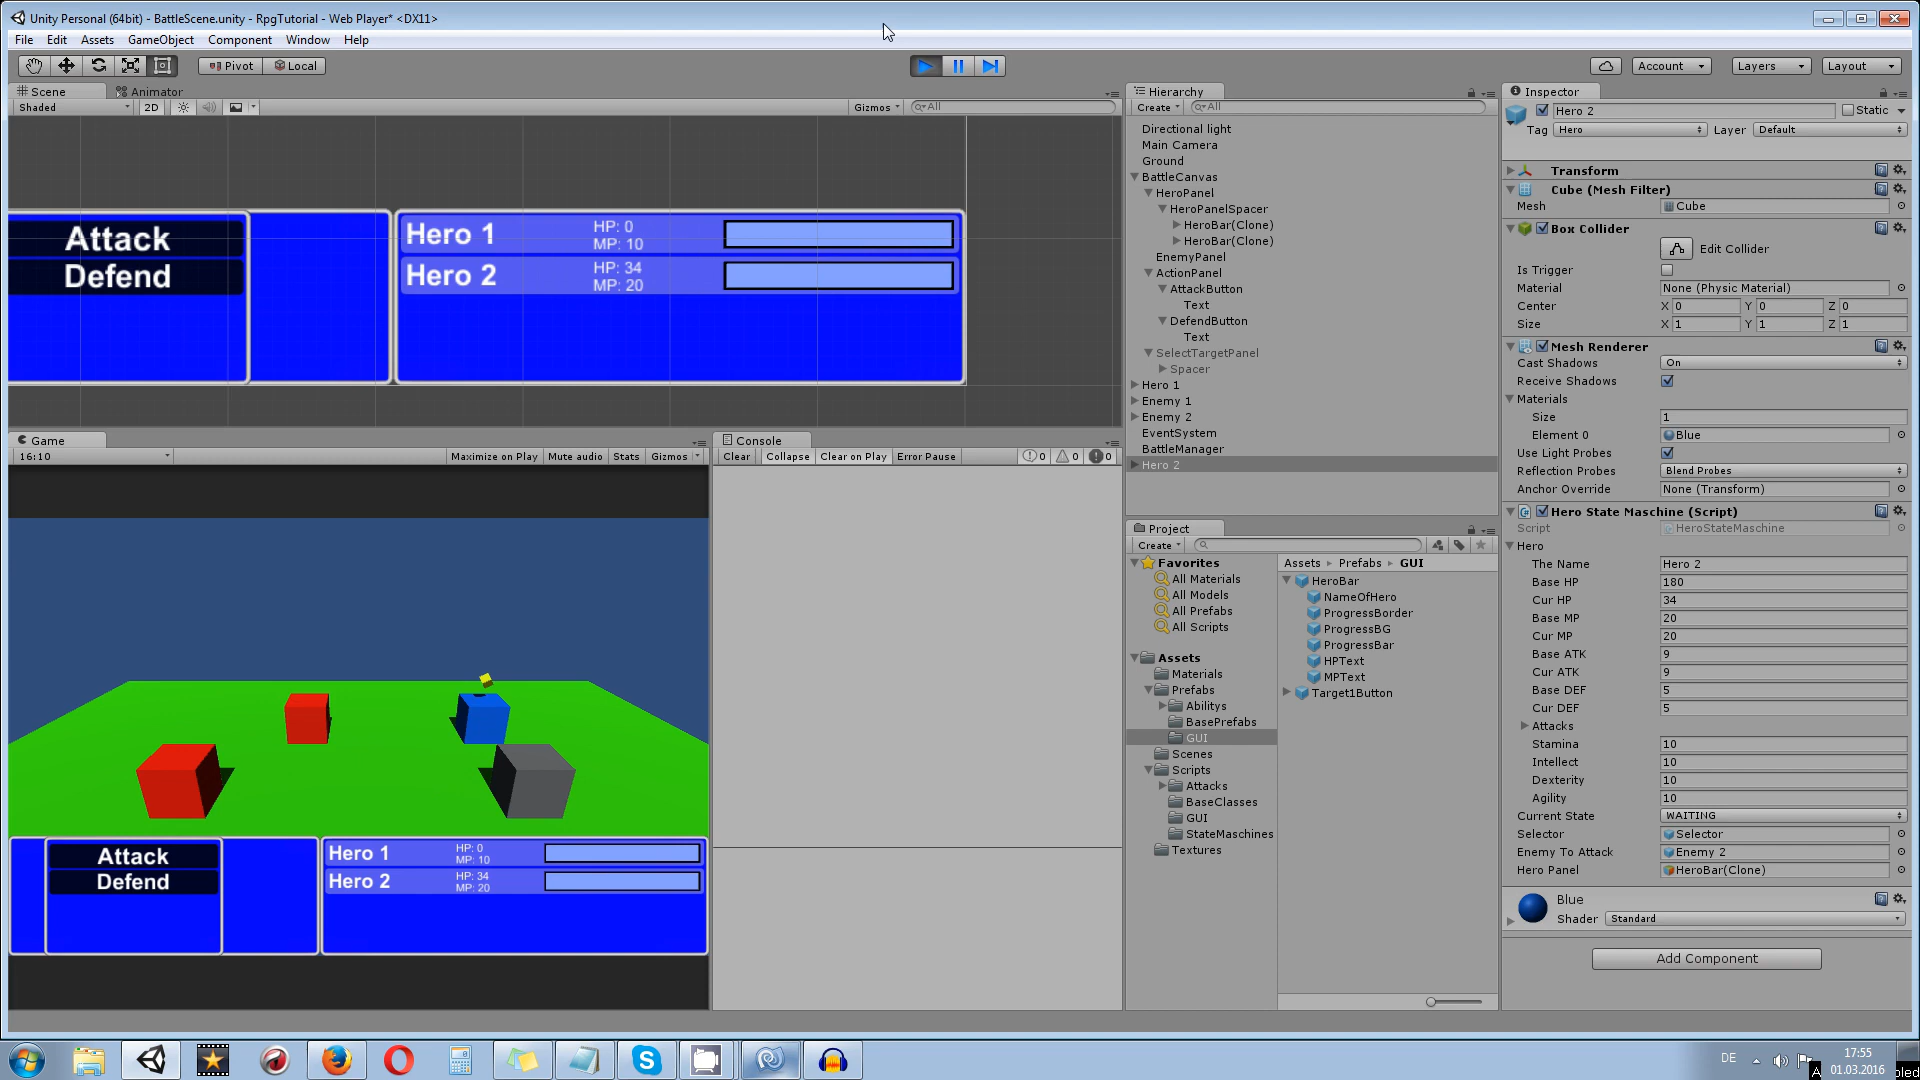 Unity Personal (64bit) - BattleScene.unity - RpgTutorial - Web Player* <DX11>
File Edit Assets GameObject Component Window Help
Pivot Local Account Layers Layout
Scene Animator
Shaded 2D Gizmos All
Attack
Defend
Hero 1 HP: 0
MP: 10
Hero 2 HP: 34
MP: 20
Game
16:10 Maximize on Play Mute audio Stats Gizmos
Attack
Defend
Hero 1 HP: 0
MP: 10
Hero 2 HP: 34
MP: 20
Console
Clear Collapse Clear on Play Error Pause 0 0 0
Hierarchy
Create All
Directional light
Main Camera
Ground
BattleCanvas
HeroPanel
HeroPanelSpacer
HeroBar(Clone)
HeroBar(Clone)
EnemyPanel
ActionPanel
AttackButton
Text
DefendButton
Text
SelectTargetPanel
Spacer
Hero 1
Enemy 1
Enemy 2
EventSystem
BattleManager
Hero 2
Project
Create
Favorites
All Materials
All Models
All Prefabs
All Scripts
Assets
Materials
Prefabs
Abilitys
BasePrefabs
GUI
Scenes
Scripts
Attacks
BaseClasses
GUI
StateMaschines
Textures
Assets Prefabs GUI
HeroBar
NameOfHero
ProgressBorder
ProgressBG
ProgressBar
HPText
MPText
Target1Button
Inspector
Hero 2 Static
Tag Hero Layer Default
Transform
Cube (Mesh Filter)
Mesh Cube
Box Collider
Edit Collider
Is Trigger
Material None (Physic Material)
Center X 0 Y 0 Z 0
Size X 1 Y 1 Z 1
Mesh Renderer
Cast Shadows On
Receive Shadows
Materials
Size 1
Element 0 Blue
Use Light Probes
Reflection Probes Blend Probes
Anchor Override None (Transform)
Hero State Maschine (Script)
Script HeroStateMaschine
Hero
The Name Hero 2
Base HP 180
Cur HP 34
Base MP 20
Cur MP 20
Base ATK 9
Cur ATK 9
Base DEF 5
Cur DEF 5
Attacks
Stamina 10
Intellect 10
Dexterity 10
Agility 10
Current State WAITING
Selector Selector
Enemy To Attack Enemy 2
Hero Panel HeroBar(Clone)
Blue
Shader Standard
Add Component
DE 17:55
01.03.2016